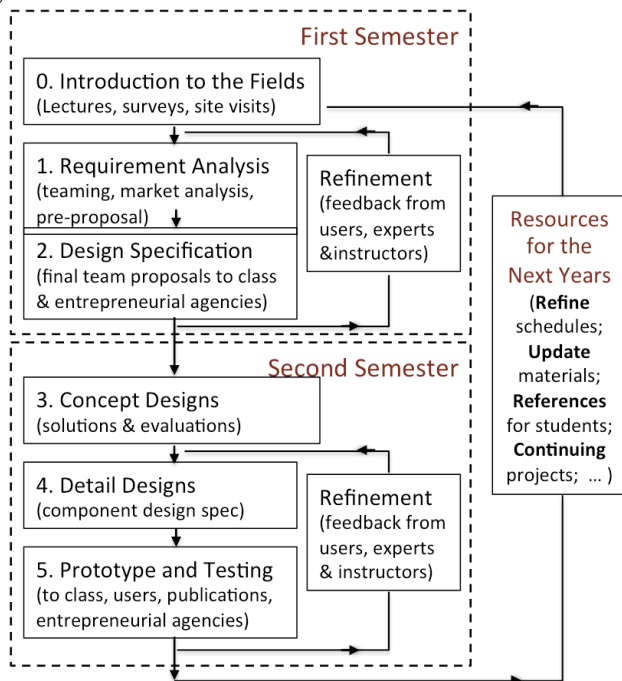 First Semester
0. Introduction to the Fields
(Lectures, surveys, site visits)
1. Requirement Analysis
(teaming, market analysis,
pre-proposal)
2. Design Specification
(final team proposals to class
& entrepreneurial agencies)
Refinement
(feedback from
users, experts
&instructors)
Second Semester
3. Concept Designs
(solutions & evaluations)
4. Detail Designs
(component design spec)
5. Prototype and Testing
(to class, users, publications,
entrepreneurial agencies)
Refinement
(feedback from
users, experts
& instructors)
Resources
for the
Next Years
(Refine
schedules;
Update
materials;
References
for students;
Continuing
projects; ... )